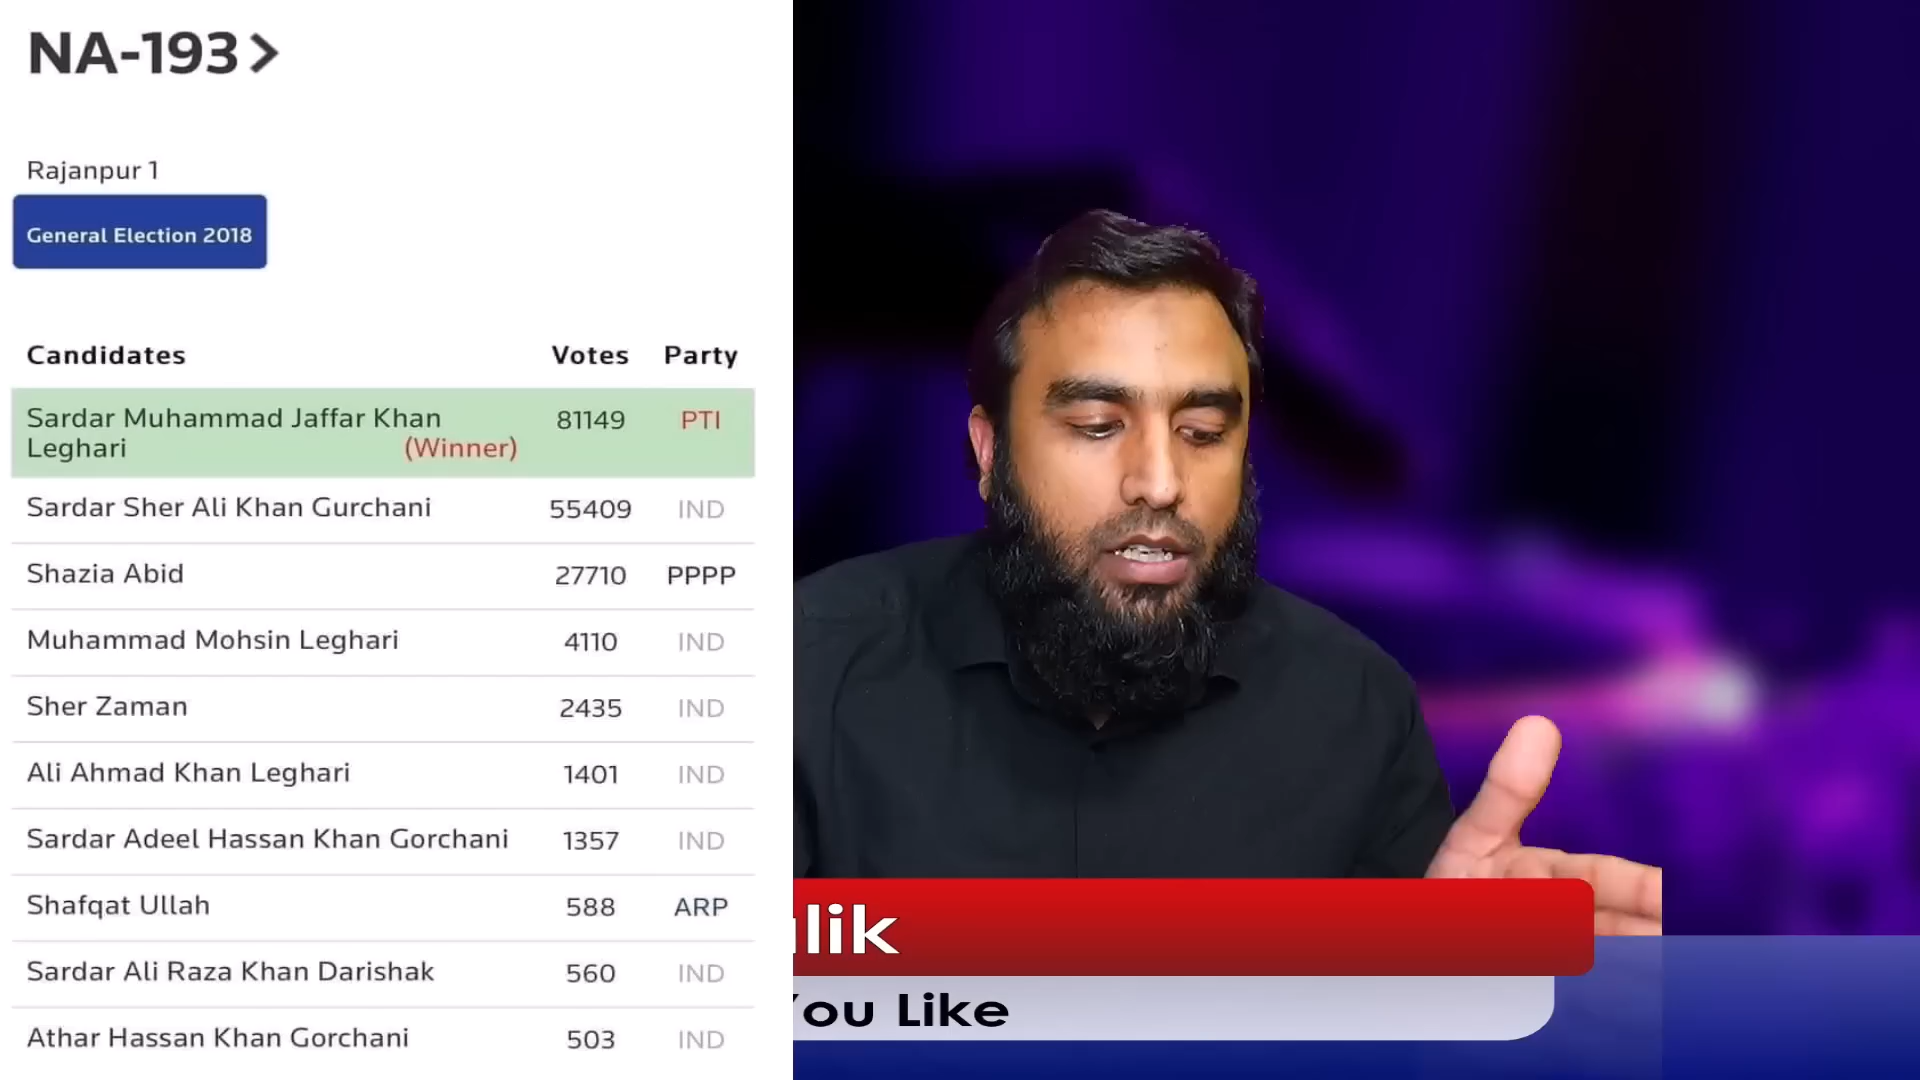 NA-193>
Rajanpur 1
General Election 2018
Candidates Votes Party
Sardar Muhammad Jaffar Khan 81149 PTI
Leghari (Winner)
Sardar Sher Ali Khan Gurchani 55409 IND
Shazia Abid 27710 PPPP
Muhammad Mohsin Leghari 4110 IND
Sher Zaman 2435 IND
Ali Ahmad Khan Leghari 1401 IND
Sardar Adeel Hassan Khan Gorchani 1357 IND
Shafqat Ullah 588 ARP
Sardar Ali Raza Khan Darishak 560 IND
Athar Hassan Khan Gorchani 503 IND
lik
You Like